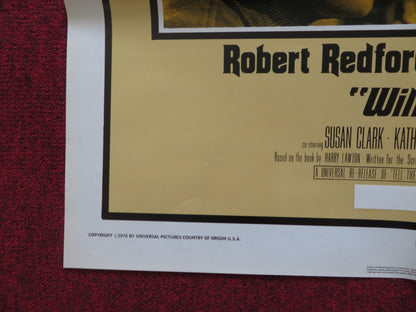 Robert Redford
"Will
co-starring SUSAN CLARK · KATH
Based on the book by HARRY LAWTON · Written for the Scr
A UNIVERSAL RE-RELEASE OF "TELL THE
COPYRIGHT © 1976 BY UNIVERSAL PICTURES COUNTRY OF ORIGIN U.S.A.